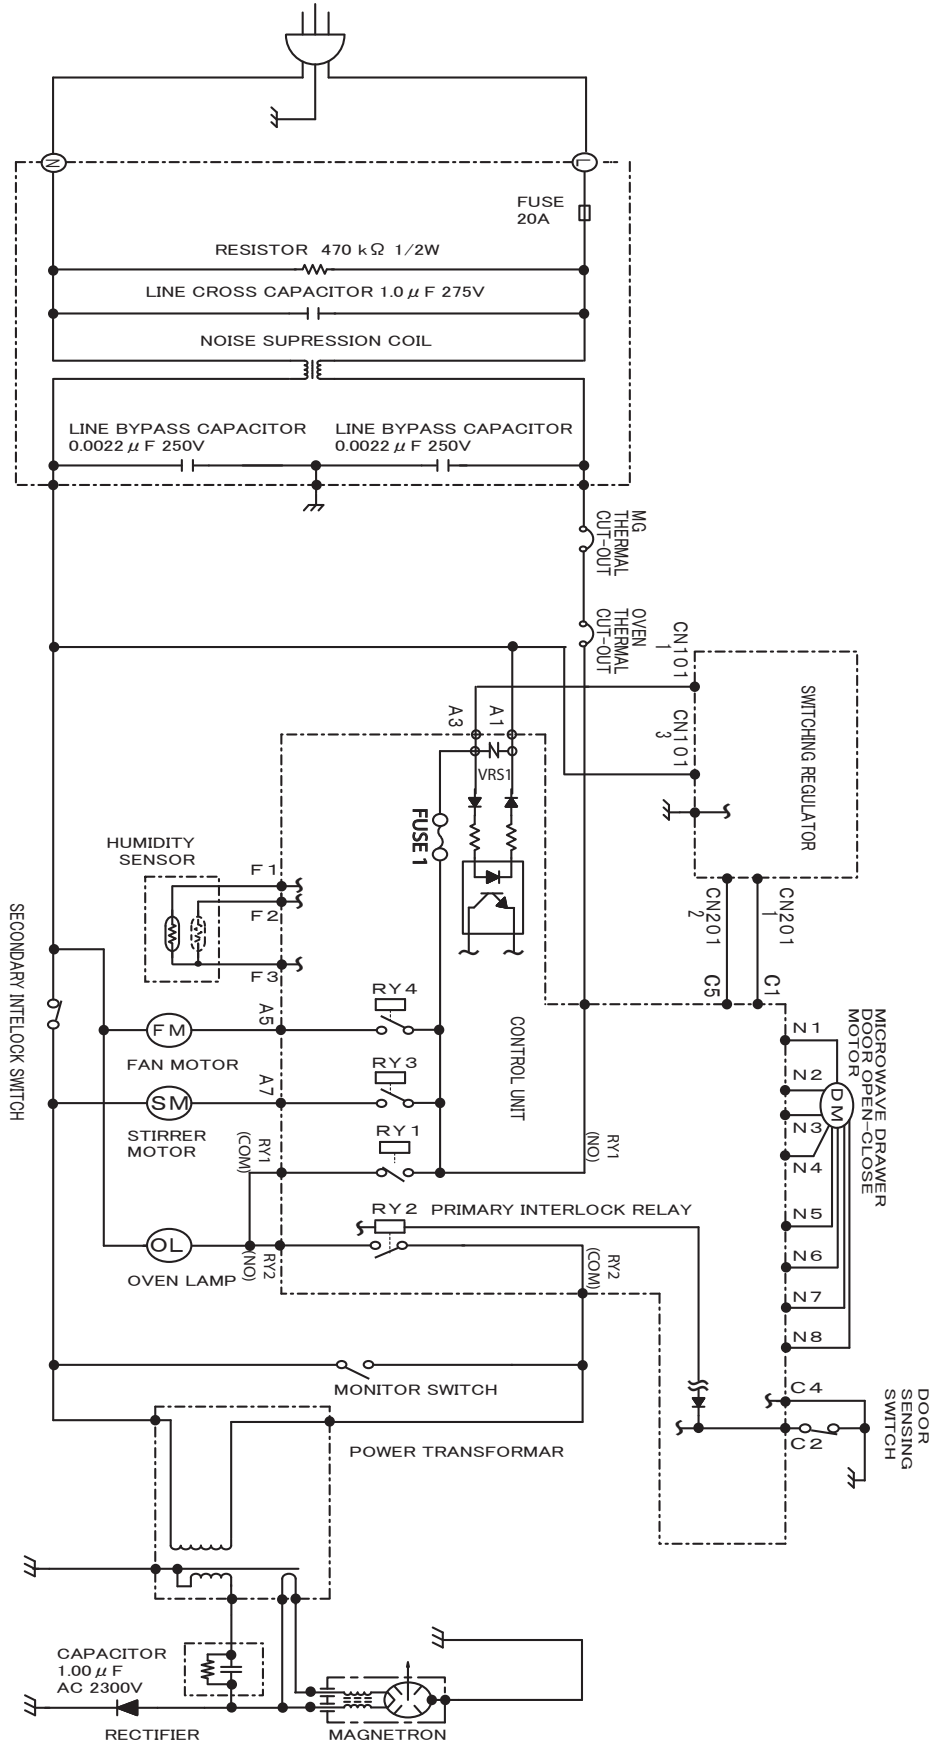 N
L
FUSE
20A
RESISTOR 470 kΩ 1/2W
LINE CROSS CAPACITOR 1.0 μF 275V
NOISE SUPRESSION COIL
LINE BYPASS CAPACITOR
0.0022 μF 250V
LINE BYPASS CAPACITOR
0.0022 μF 250V
MG
THERMAL
CUT-OUT
OVEN
THERMAL
CUT-OUT
CN101
1
CN101
3
SWITCHING REGULATOR
A3
A1
VRS1
FUSE 1
HUMIDITY
SENSOR
F1
F2
F3
CN201
2
CN201
1
C5
C1
SECONDARY INTELOCK SWITCH
A5
RY4
FM
FAN MOTOR
CONTROL UNIT
A7
RY3
SM
STIRRER
MOTOR
RY1
(COM)
RY1
RY1
(NO)
RY2 PRIMARY INTERLOCK RELAY
OL
OVEN LAMP
RY2
(NO)
RY2
(COM)
MICROWAVE DRAWER
DOOR OPEN-CLOSE
MOTOR
DM
N1
N2
N3
N4
N5
N6
N7
N8
MONITOR SWITCH
C4
C2
DOOR
SENSING
SWITCH
POWER TRANSFORMAR
CAPACITOR
1.00 μF
AC 2300V
RECTIFIER
MAGNETRON